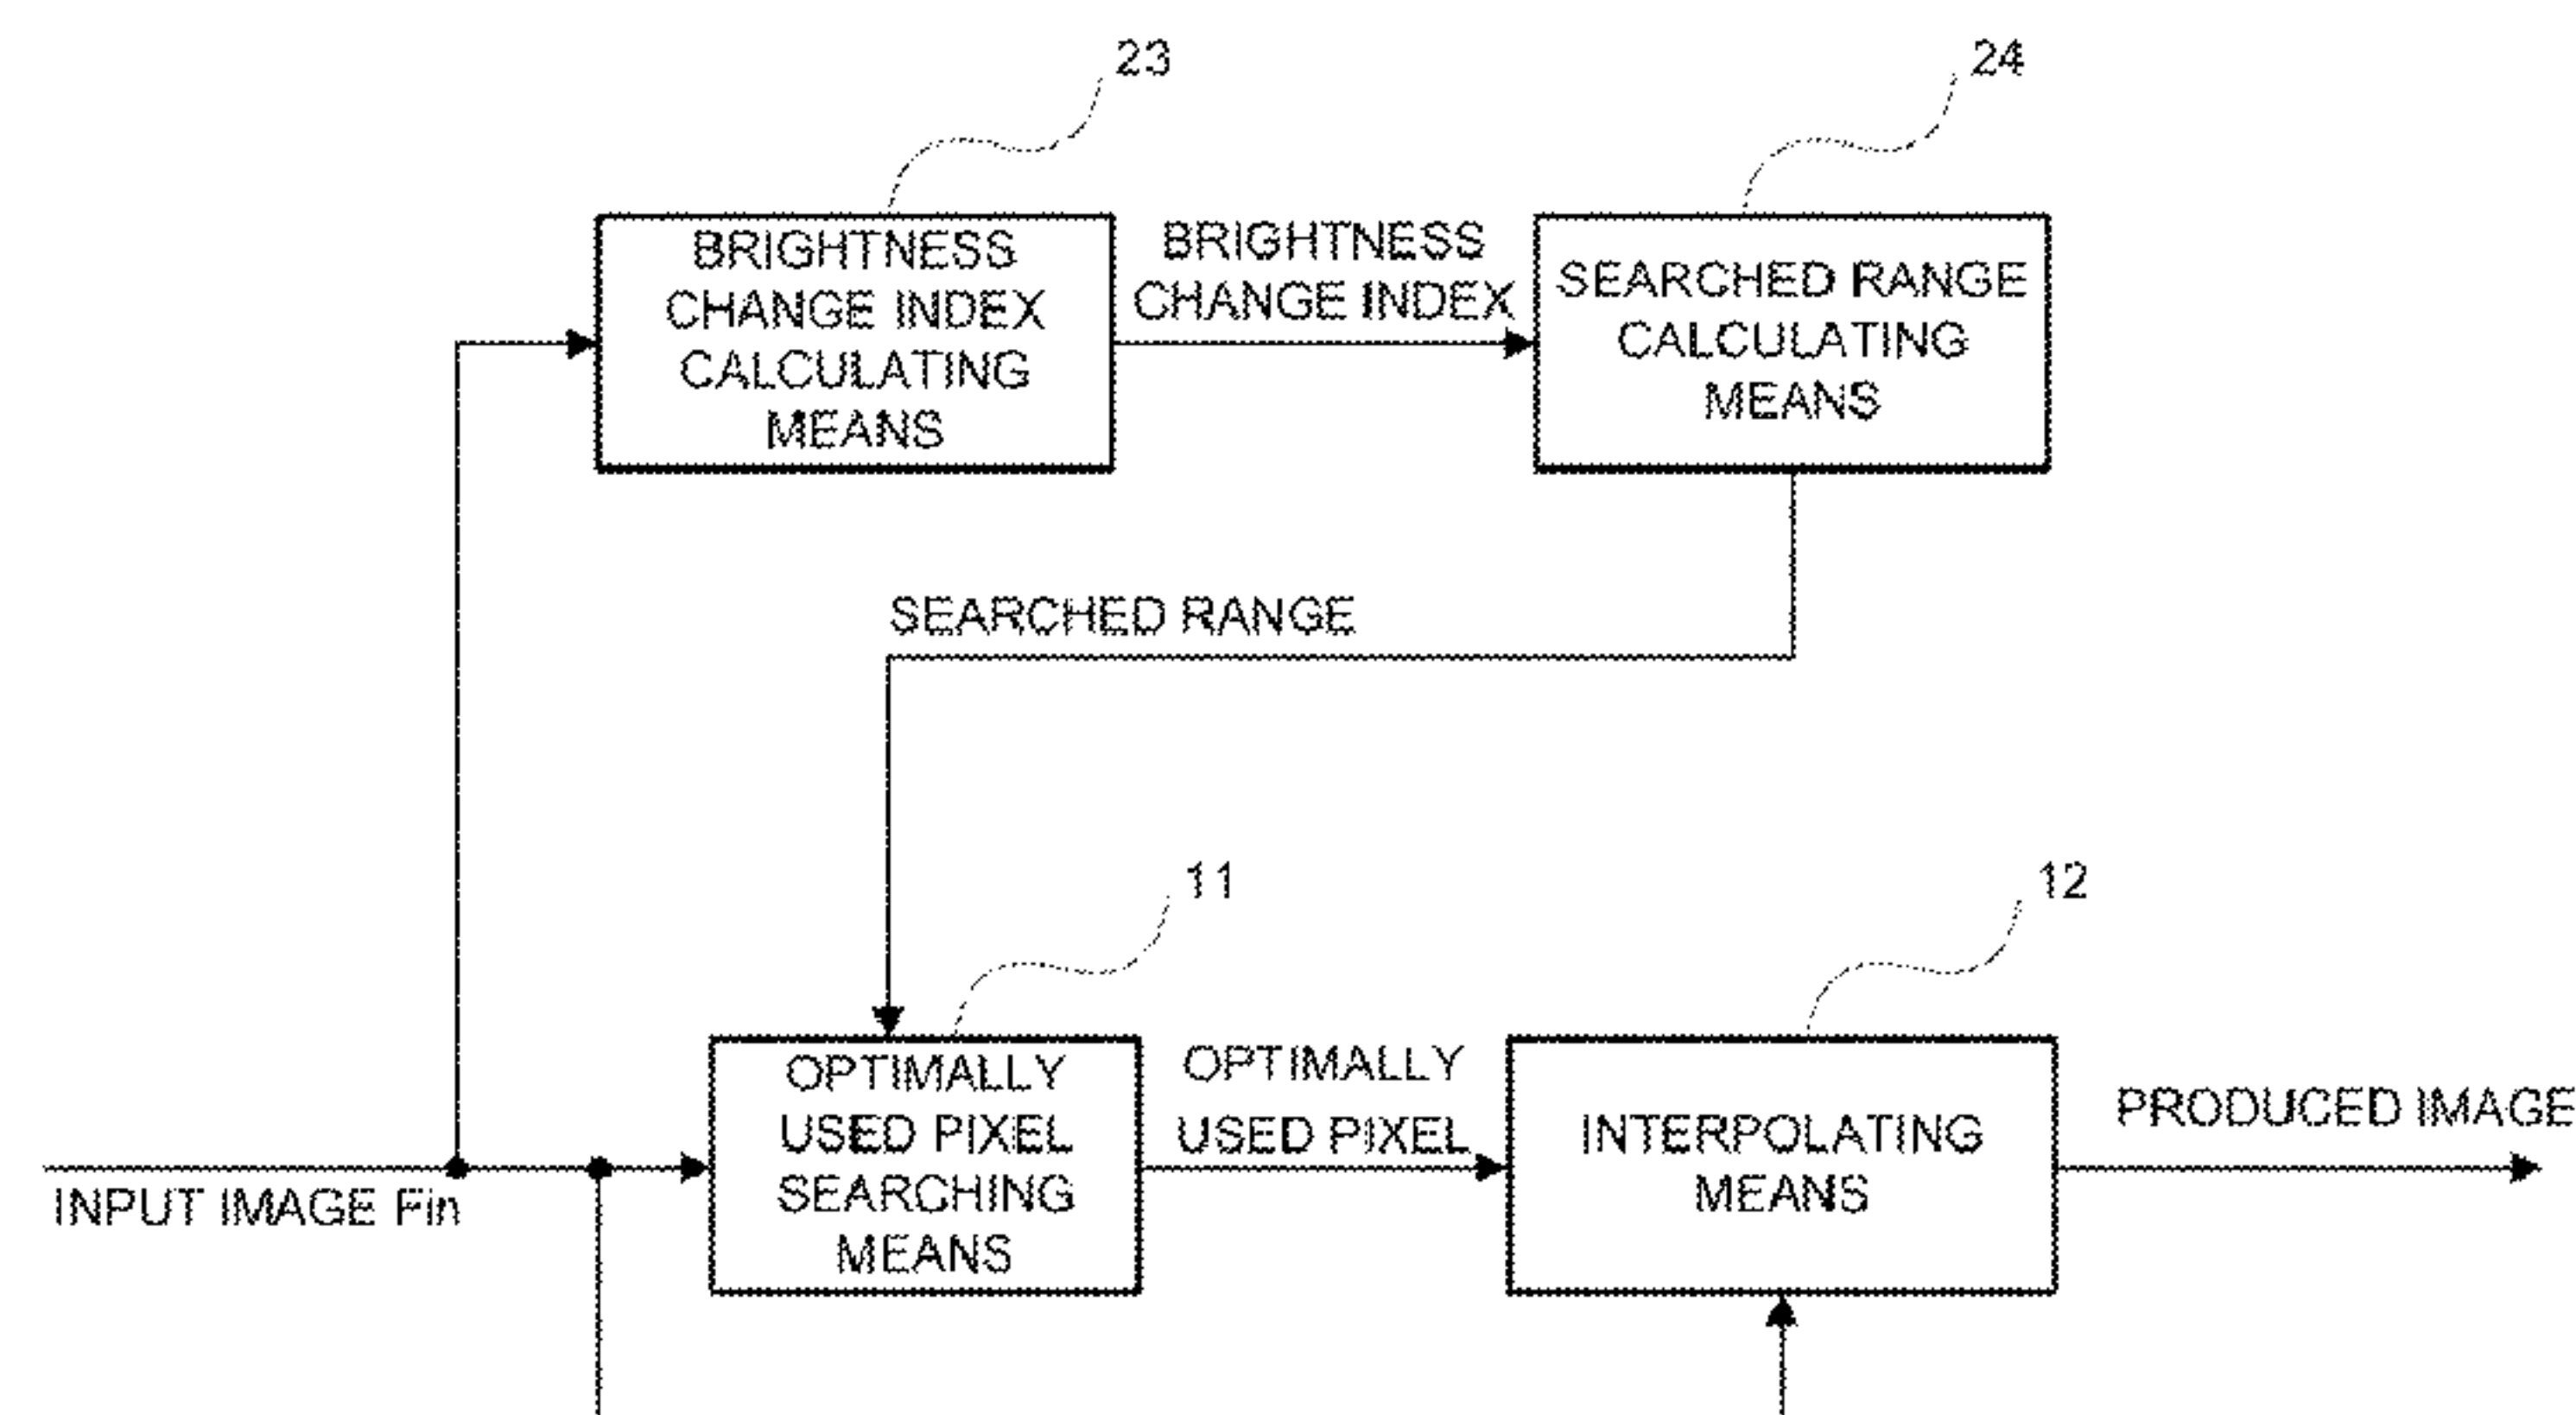 23
24
BRIGHTNESS
CHANGE INDEX
CALCULATING
MEANS
BRIGHTNESS
CHANGE INDEX
SEARCHED RANGE
CALCULATING
MEANS
SEARCHED RANGE
11
12
OPTIMALLY
USED PIXEL
SEARCHING
MEANS
OPTIMALLY
USED PIXEL
INTERPOLATING
MEANS
PRODUCED IMAGE
INPUT IMAGE Fin